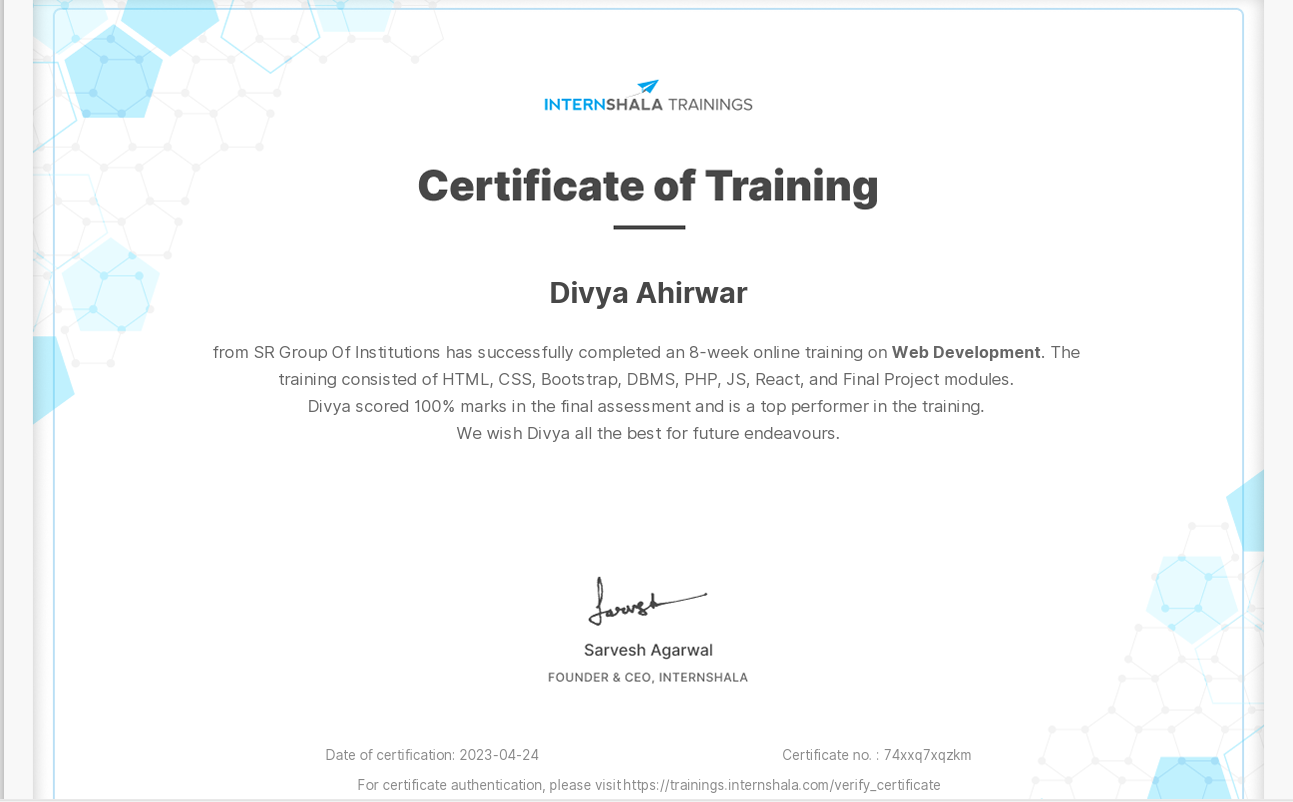 INTERNSHALA TRAININGS
Certificate of Training
Divya Ahirwar
from SR Group Of Institutions has successfully completed an 8-week online training on Web Development. The
training consisted of HTML, CSS, Bootstrap, DBMS, PHP, JS, React, and Final Project modules.
Divya scored 100% marks in the final assessment and is a top performer in the training.
We wish Divya all the best for future endeavours.
Sarvesh
Sarvesh Agarwal
FOUNDER & CEO, INTERNSHALA
Date of certification: 2023-04-24 Certificate no. : 74xxq7xqzkm
For certificate authentication, please visit https://trainings.internshala.com/verify_certificate